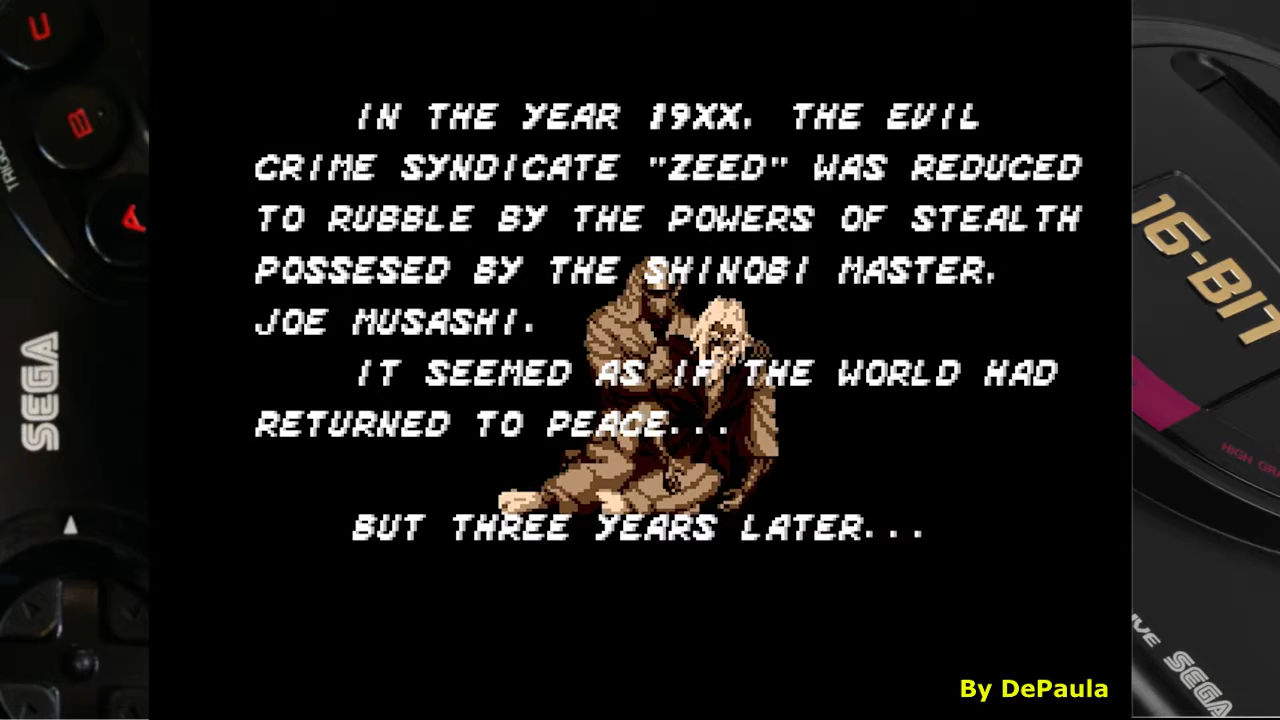 IN THE YEAR 19XX, THE EVIL
CRIME SYNDICATE "ZEED" WAS REDUCED
TO RUBBLE BY THE POWERS OF STEALTH
POSSESED BY THE SHINOBI MASTER,
JOE MUSASHI.
IT SEEMED AS IF THE WORLD HAD
RETURNED TO PEACE...
BUT THREE YEARS LATER...
By DePaula
SEGA
C
B
A
16-BIT
SEGA